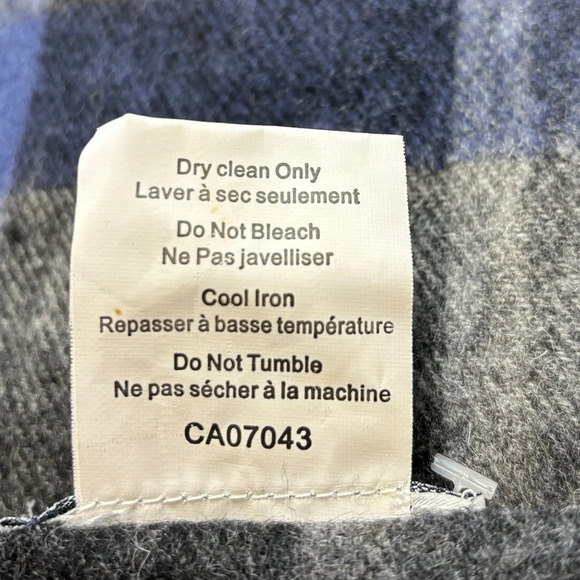 Dry clean Only
Laver à sec seulement
Do Not Bleach
Ne Pas javelliser
Cool Iron
Repasser à basse température
Do Not Tumble
Ne pas sécher à la machine
CA07043